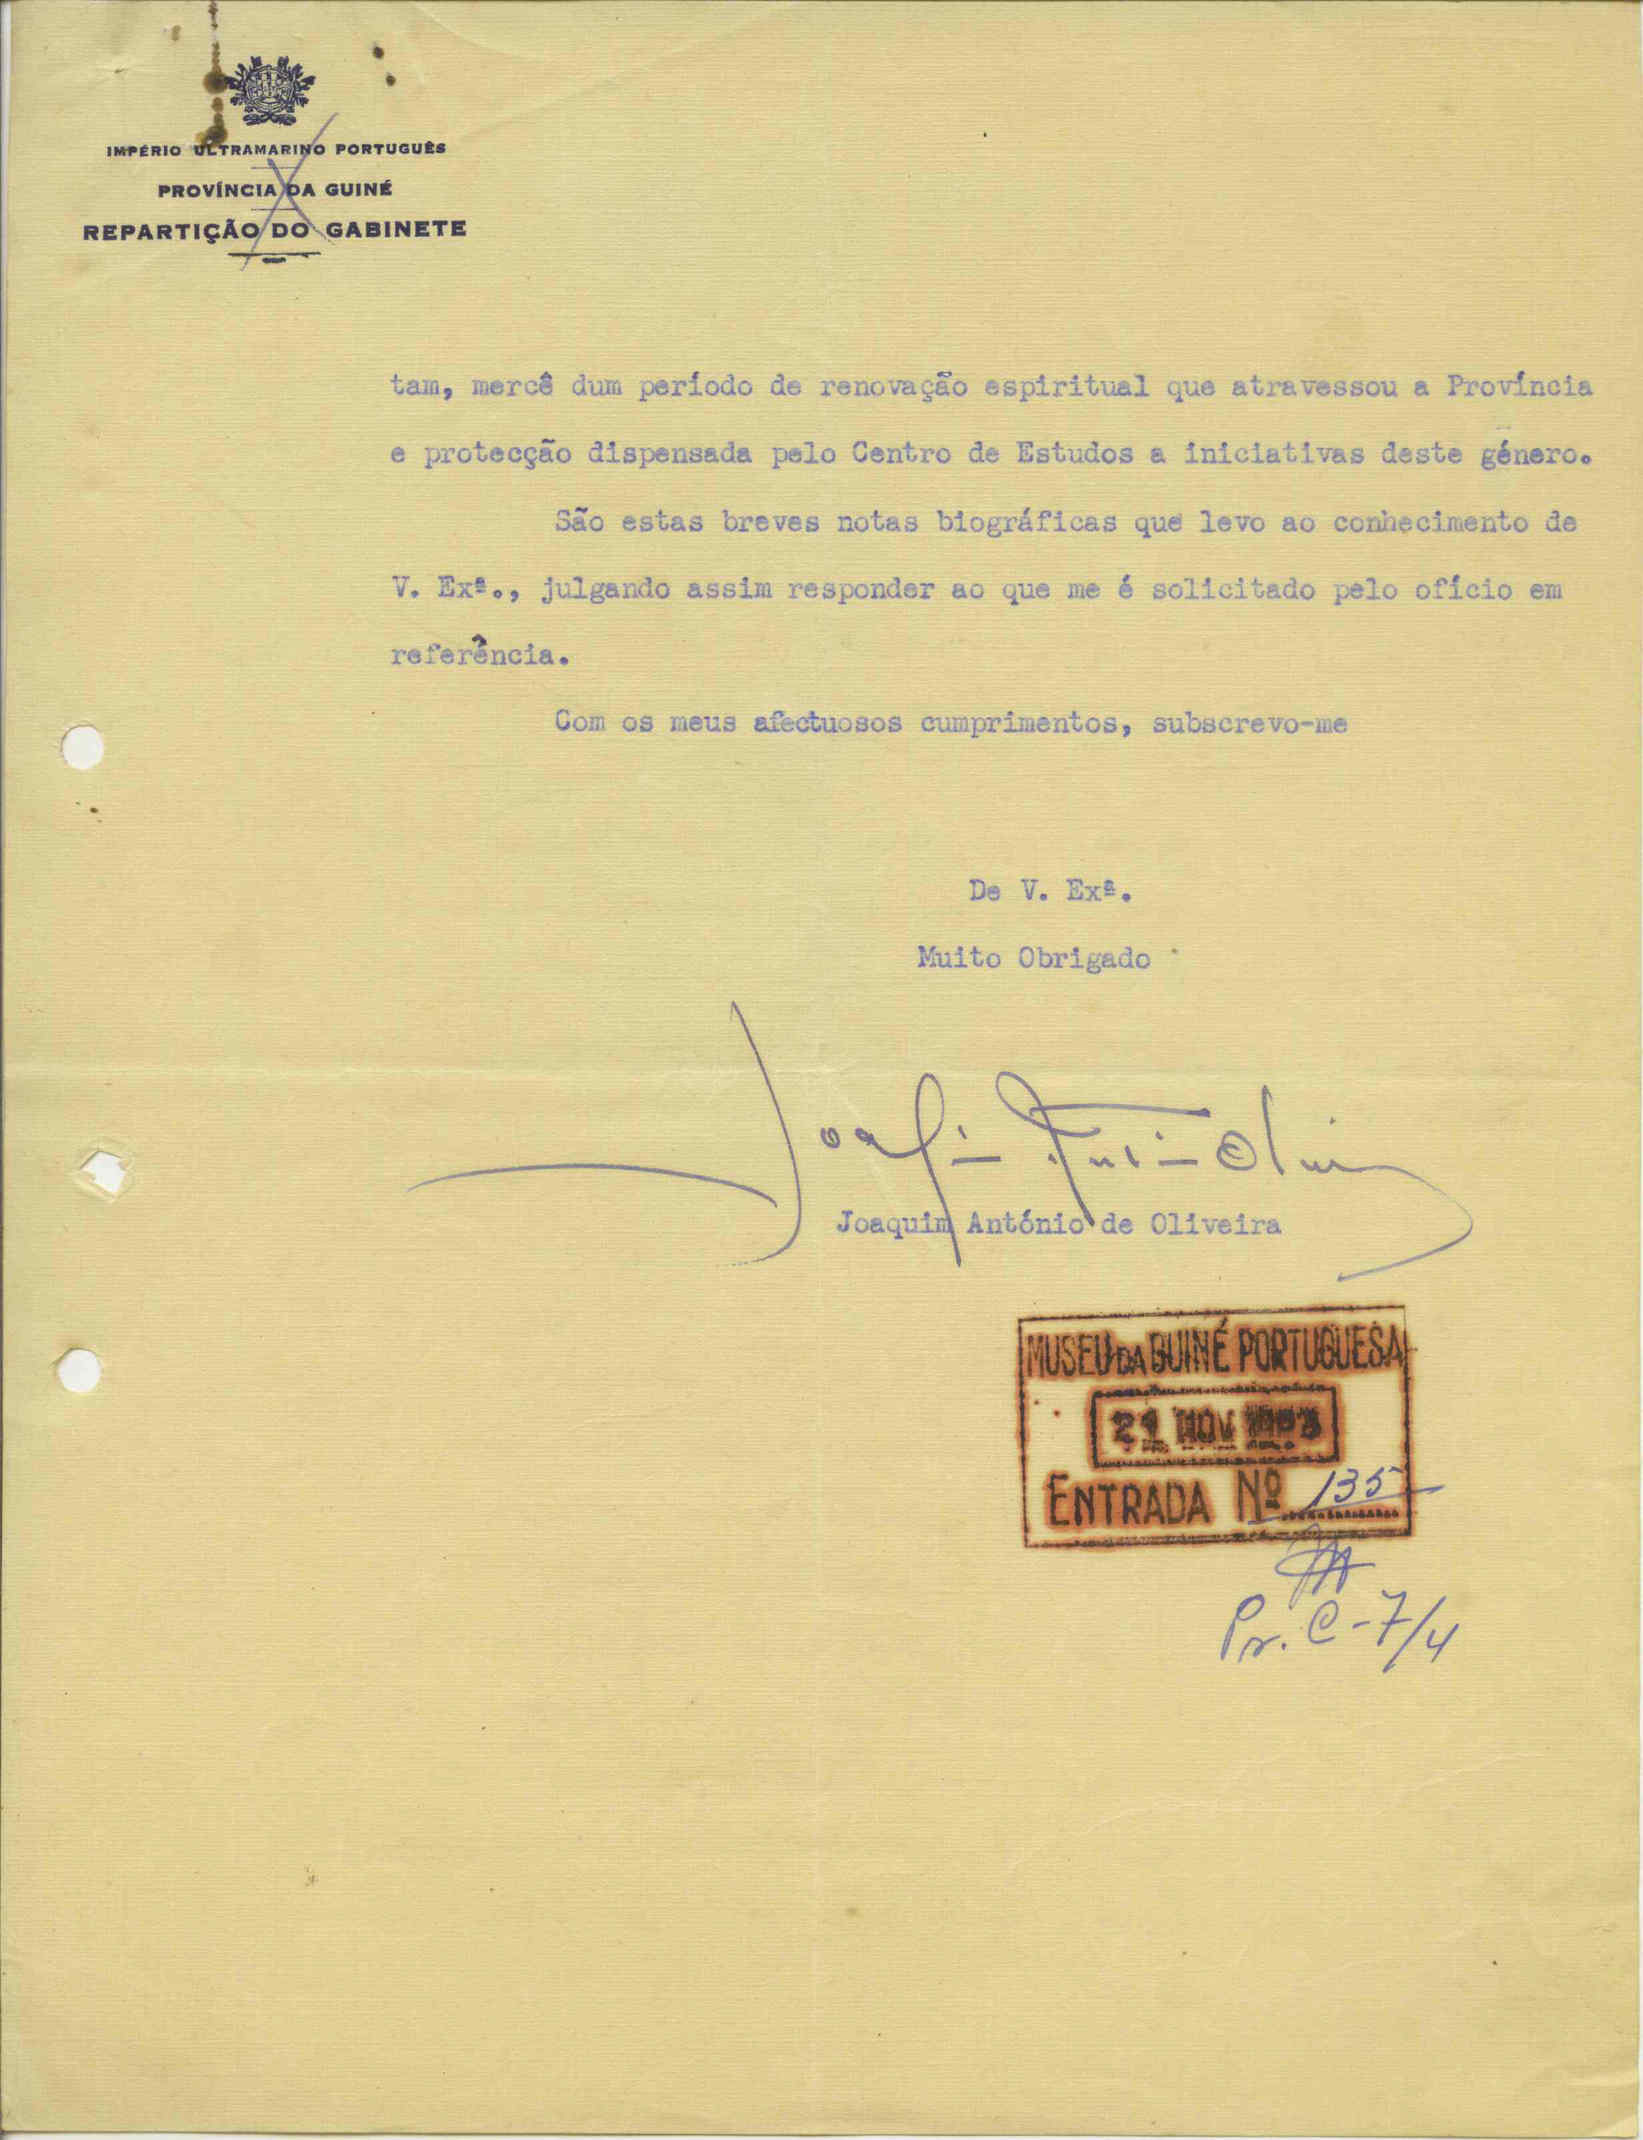 IMPÉRIO ULTRAMARINO PORTUGUÊS
PROVÍNCIA DA GUINÉ
REPARTIÇÃO DO GABINETE
tam, mercê dum período de renovação espiritual que atravessou a Província
e protecção dispensada pelo Centro de Estudos a iniciativas deste género.
São estas breves notas biográficas que levo ao conhecimento de
V. Exª., julgando assim responder ao que me é solicitado pelo ofício em
referência.
Com os meus afectuosos cumprimentos, subscrevo-me
De V. Exª.
Muito Obrigado
Joaquim António de Oliveira
MUSEU DA GUINÉ PORTUGUESA
21 NOV
ENTRADA Nº 135
Pr. C-7/4